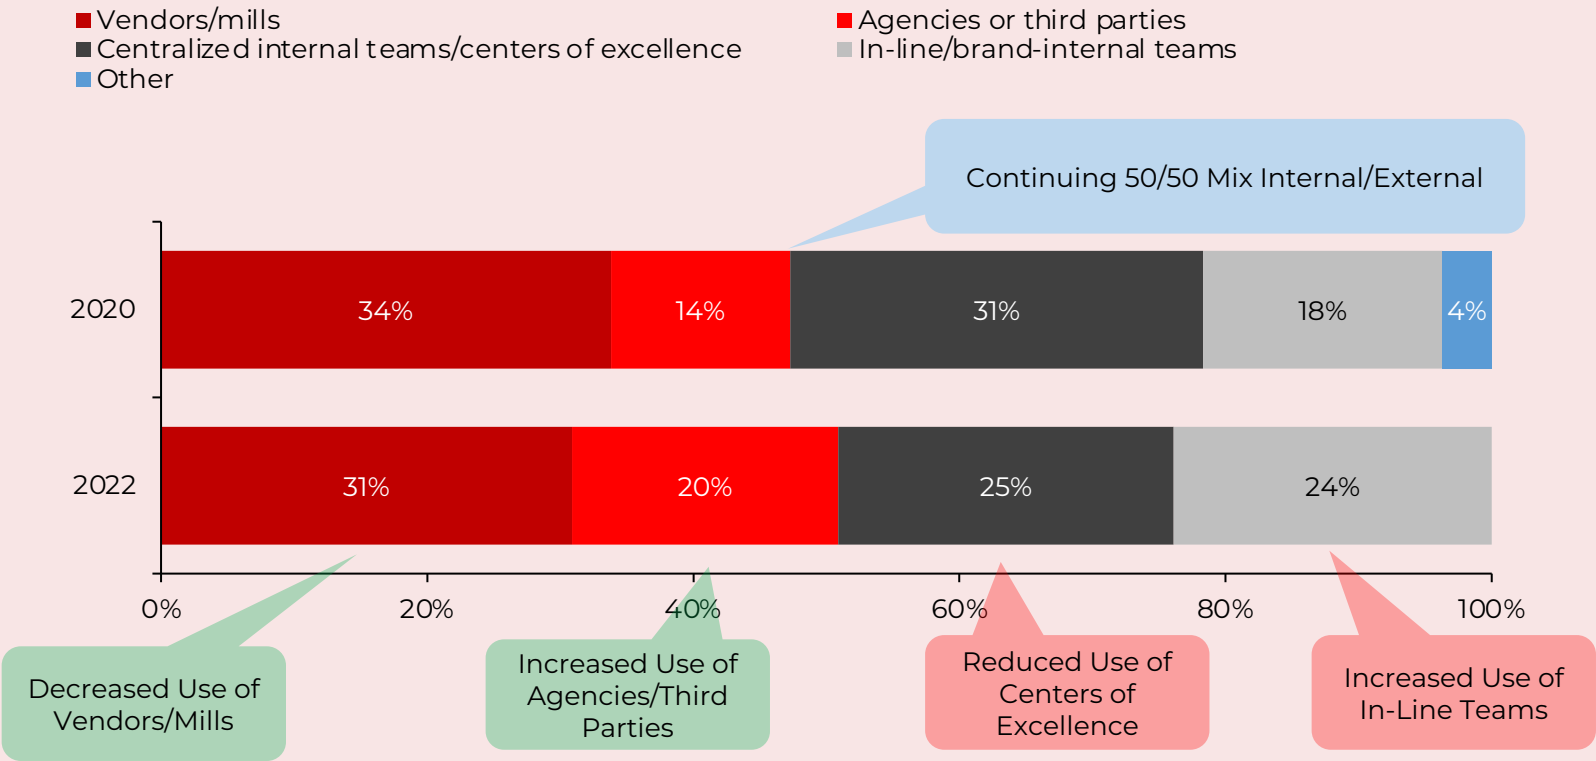 Vendors/mills
Agencies or third parties
Centralized internal teams/centers of excellence
In-line/brand-internal teams
Other
Continuing 50/50 Mix Internal/External
2020
34%
14%
31%
18%
4%
2022
31%
20%
25%
24%
0%
20%
40%
60%
80%
100%
Decreased Use of
Vendors/Mills
Increased Use of
Agencies/Third
Parties
Reduced Use of
Centers of
Excellence
Increased Use of
In-Line Teams